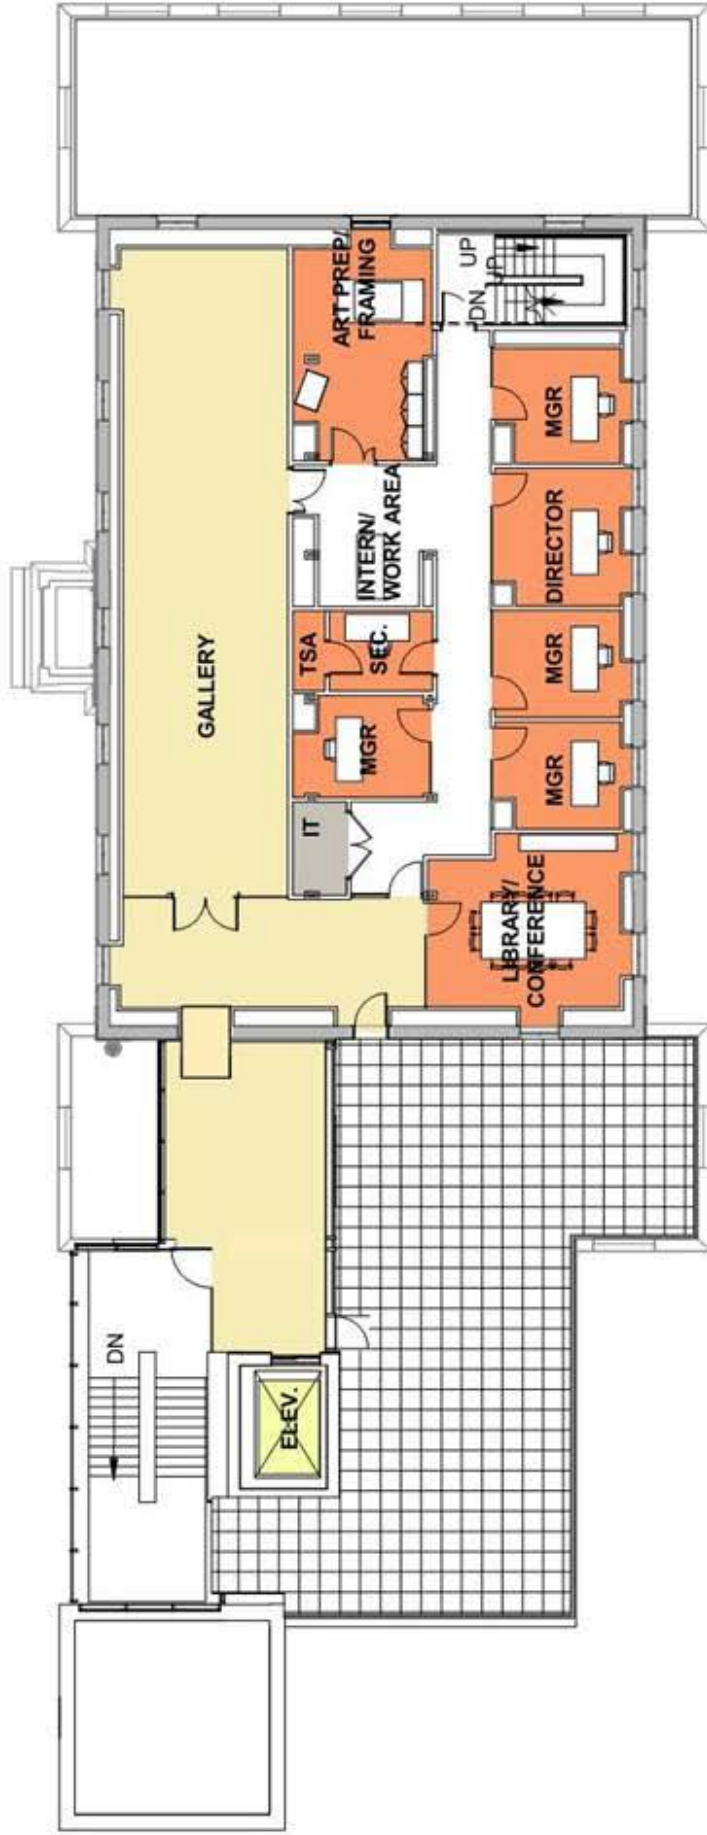 ART PREP/
FRAMING
UP
UP
DN
MGR
GALLERY
INTERN/
WORK AREA
DIRECTOR
TSA
SEC.
MGR
MGR
MGR
IT
LIBRARY/
CONFERENCE
DN
ELEV.